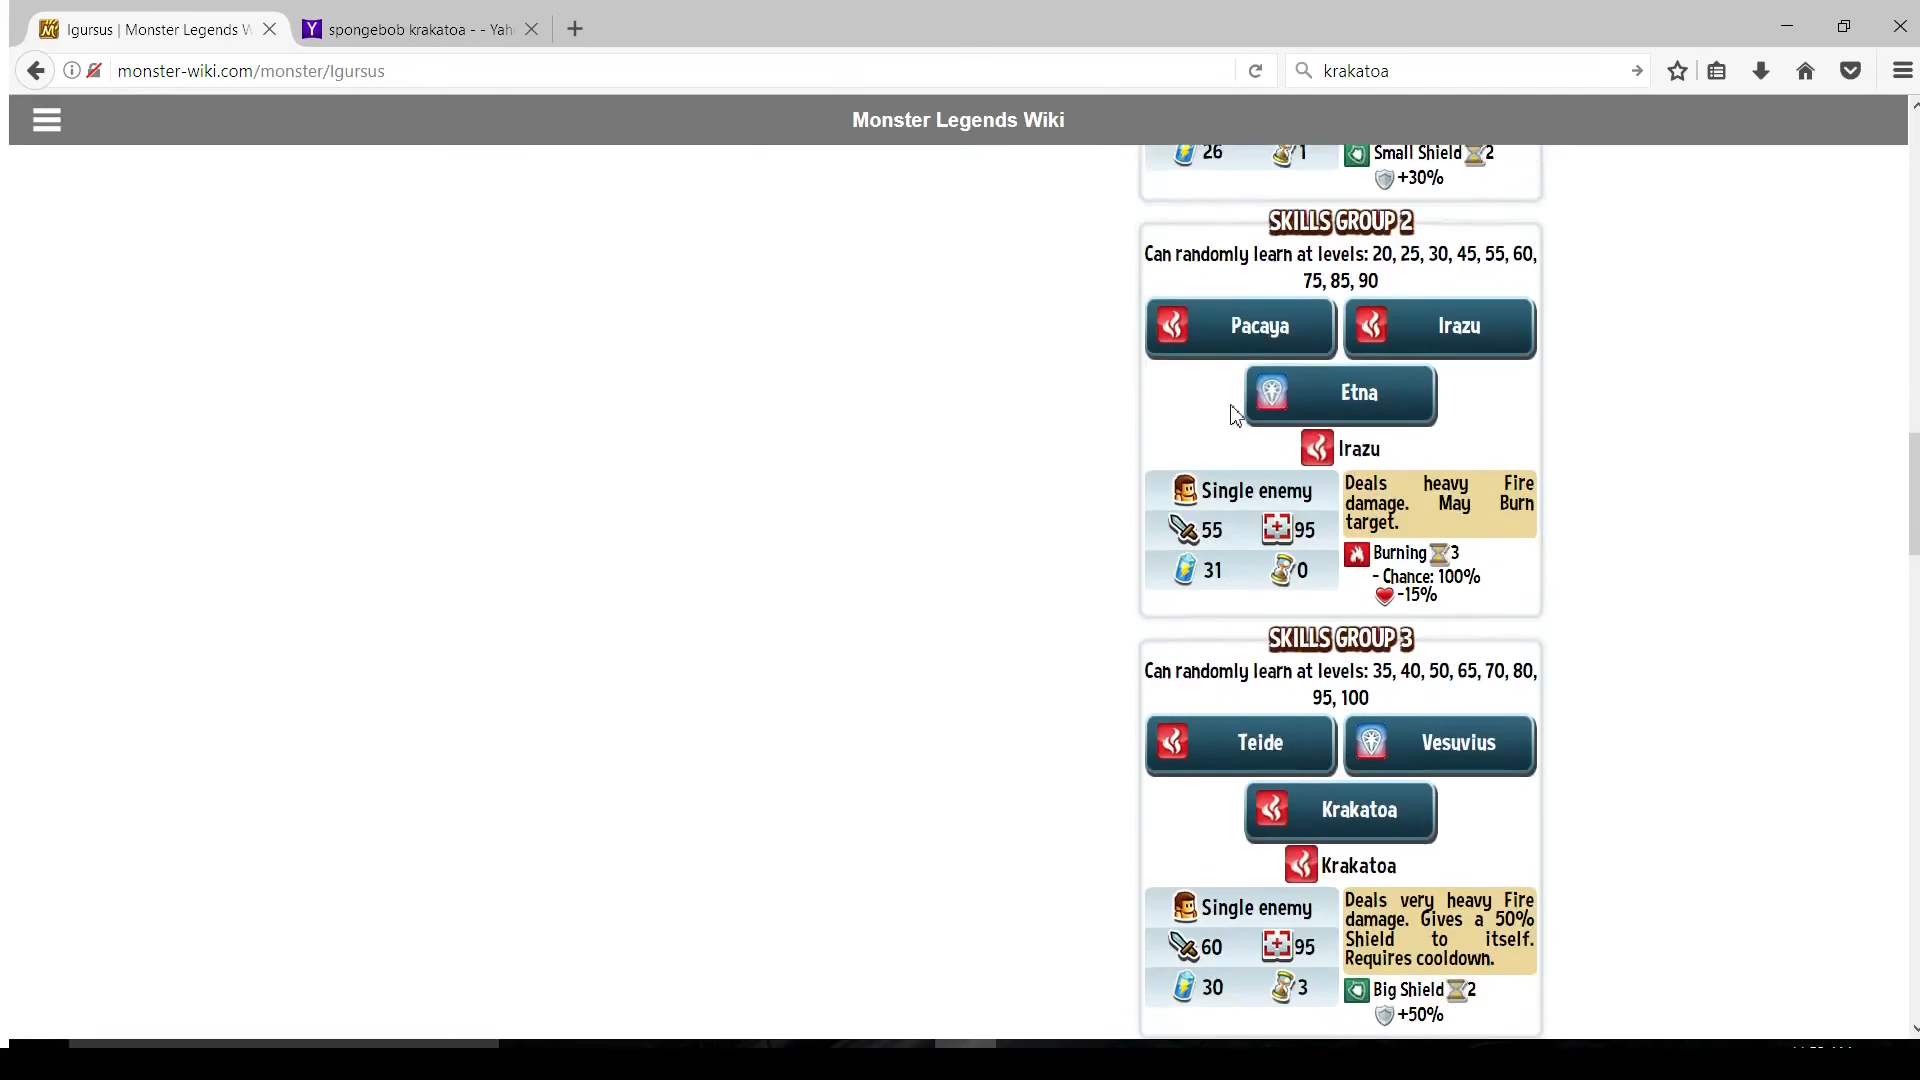 Igursus | Monster Legends W
spongebob krakatoa - - Yah
monster-wiki.com/monster/Igursus
krakatoa
Monster Legends Wiki
26 1 Small Shield 2
+30%
SKILLS GROUP 2
Can randomly learn at levels: 20, 25, 30, 45, 55, 60,
75, 85, 90
Pacaya Irazu
Etna
Irazu
Single enemy
55 95
31 0
Deals heavy Fire
damage. May Burn
target.
Burning 3
- Chance: 100%
-15%
SKILLS GROUP 3
Can randomly learn at levels: 35, 40, 50, 65, 70, 80,
95, 100
Teide Vesuvius
Krakatoa
Krakatoa
Single enemy
60 95
30 3
Deals very heavy Fire
damage. Gives a 50%
Shield to itself.
Requires cooldown.
Big Shield 2
+50%